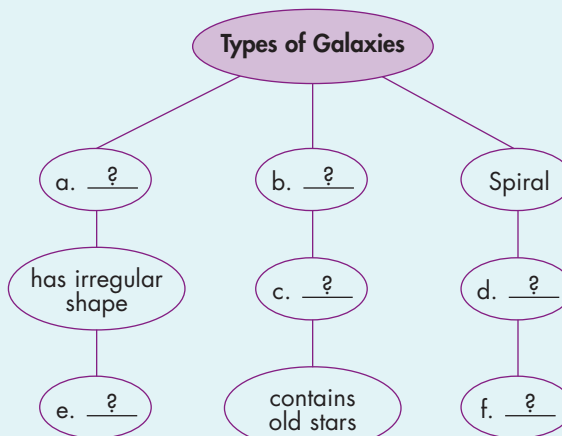 Types of Galaxies
a. ?
b. ?
Spiral
has irregular
shape
c. ?
d. ?
e. ?
contains
old stars
f. ?